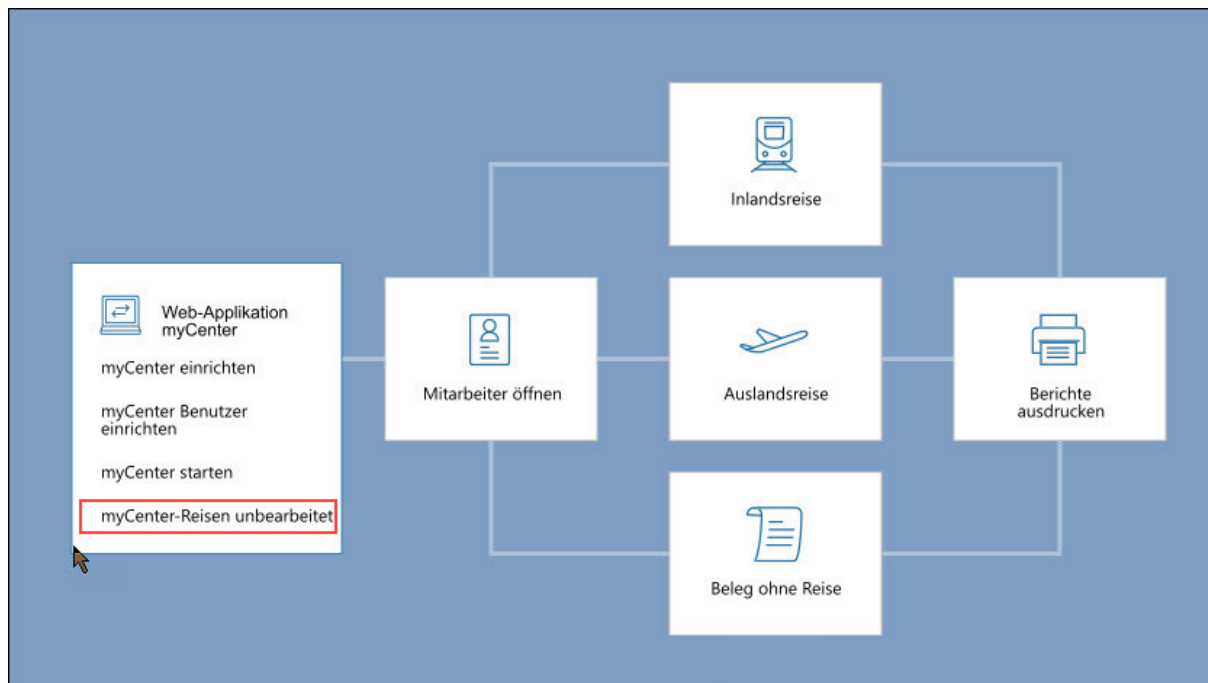 Inlandsreise
Web-Applikation
myCenter
myCenter einrichten
myCenter Benutzer
einrichten
myCenter starten
myCenter-Reisen unbearbeitet
Mitarbeiter öffnen
Auslandsreise
Berichte
ausdrucken
Beleg ohne Reise